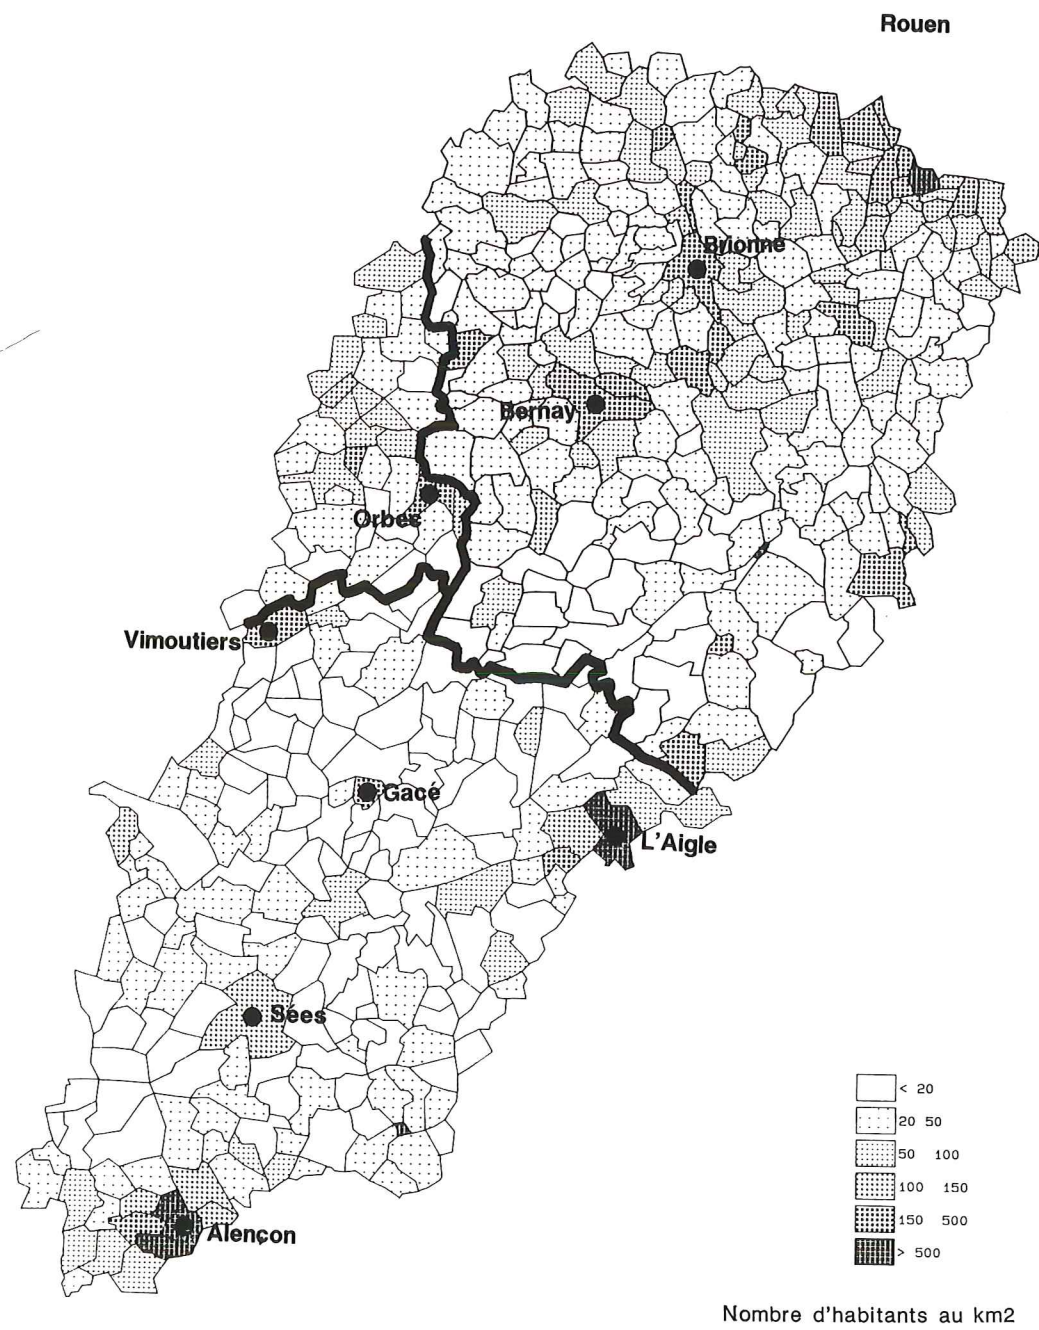 Rouen
Brionne
Bernay
Orbec
Vimoutiers
Gacé
L'Aigle
Sées
Alençon
< 20
20 50
50 100
100 150
150 500
> 500
Nombre d'habitants au km2